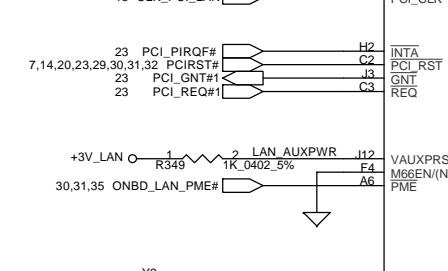 23 PCI_PIRQF# H2 INTA
7,14,20,23,29,30,31,32 PCIRST# C2 PCI_RST
23 PCI_GNT#1 J3 GNT
23 PCI_REQ#1 C3 REQ
+3V_LAN 1 2 LAN_AUXPWR J12 VAUXPRS
R349 1K_0402_5% F4 M66EN/(N
30,31,35 ONBD_LAN_PME# A6 PME